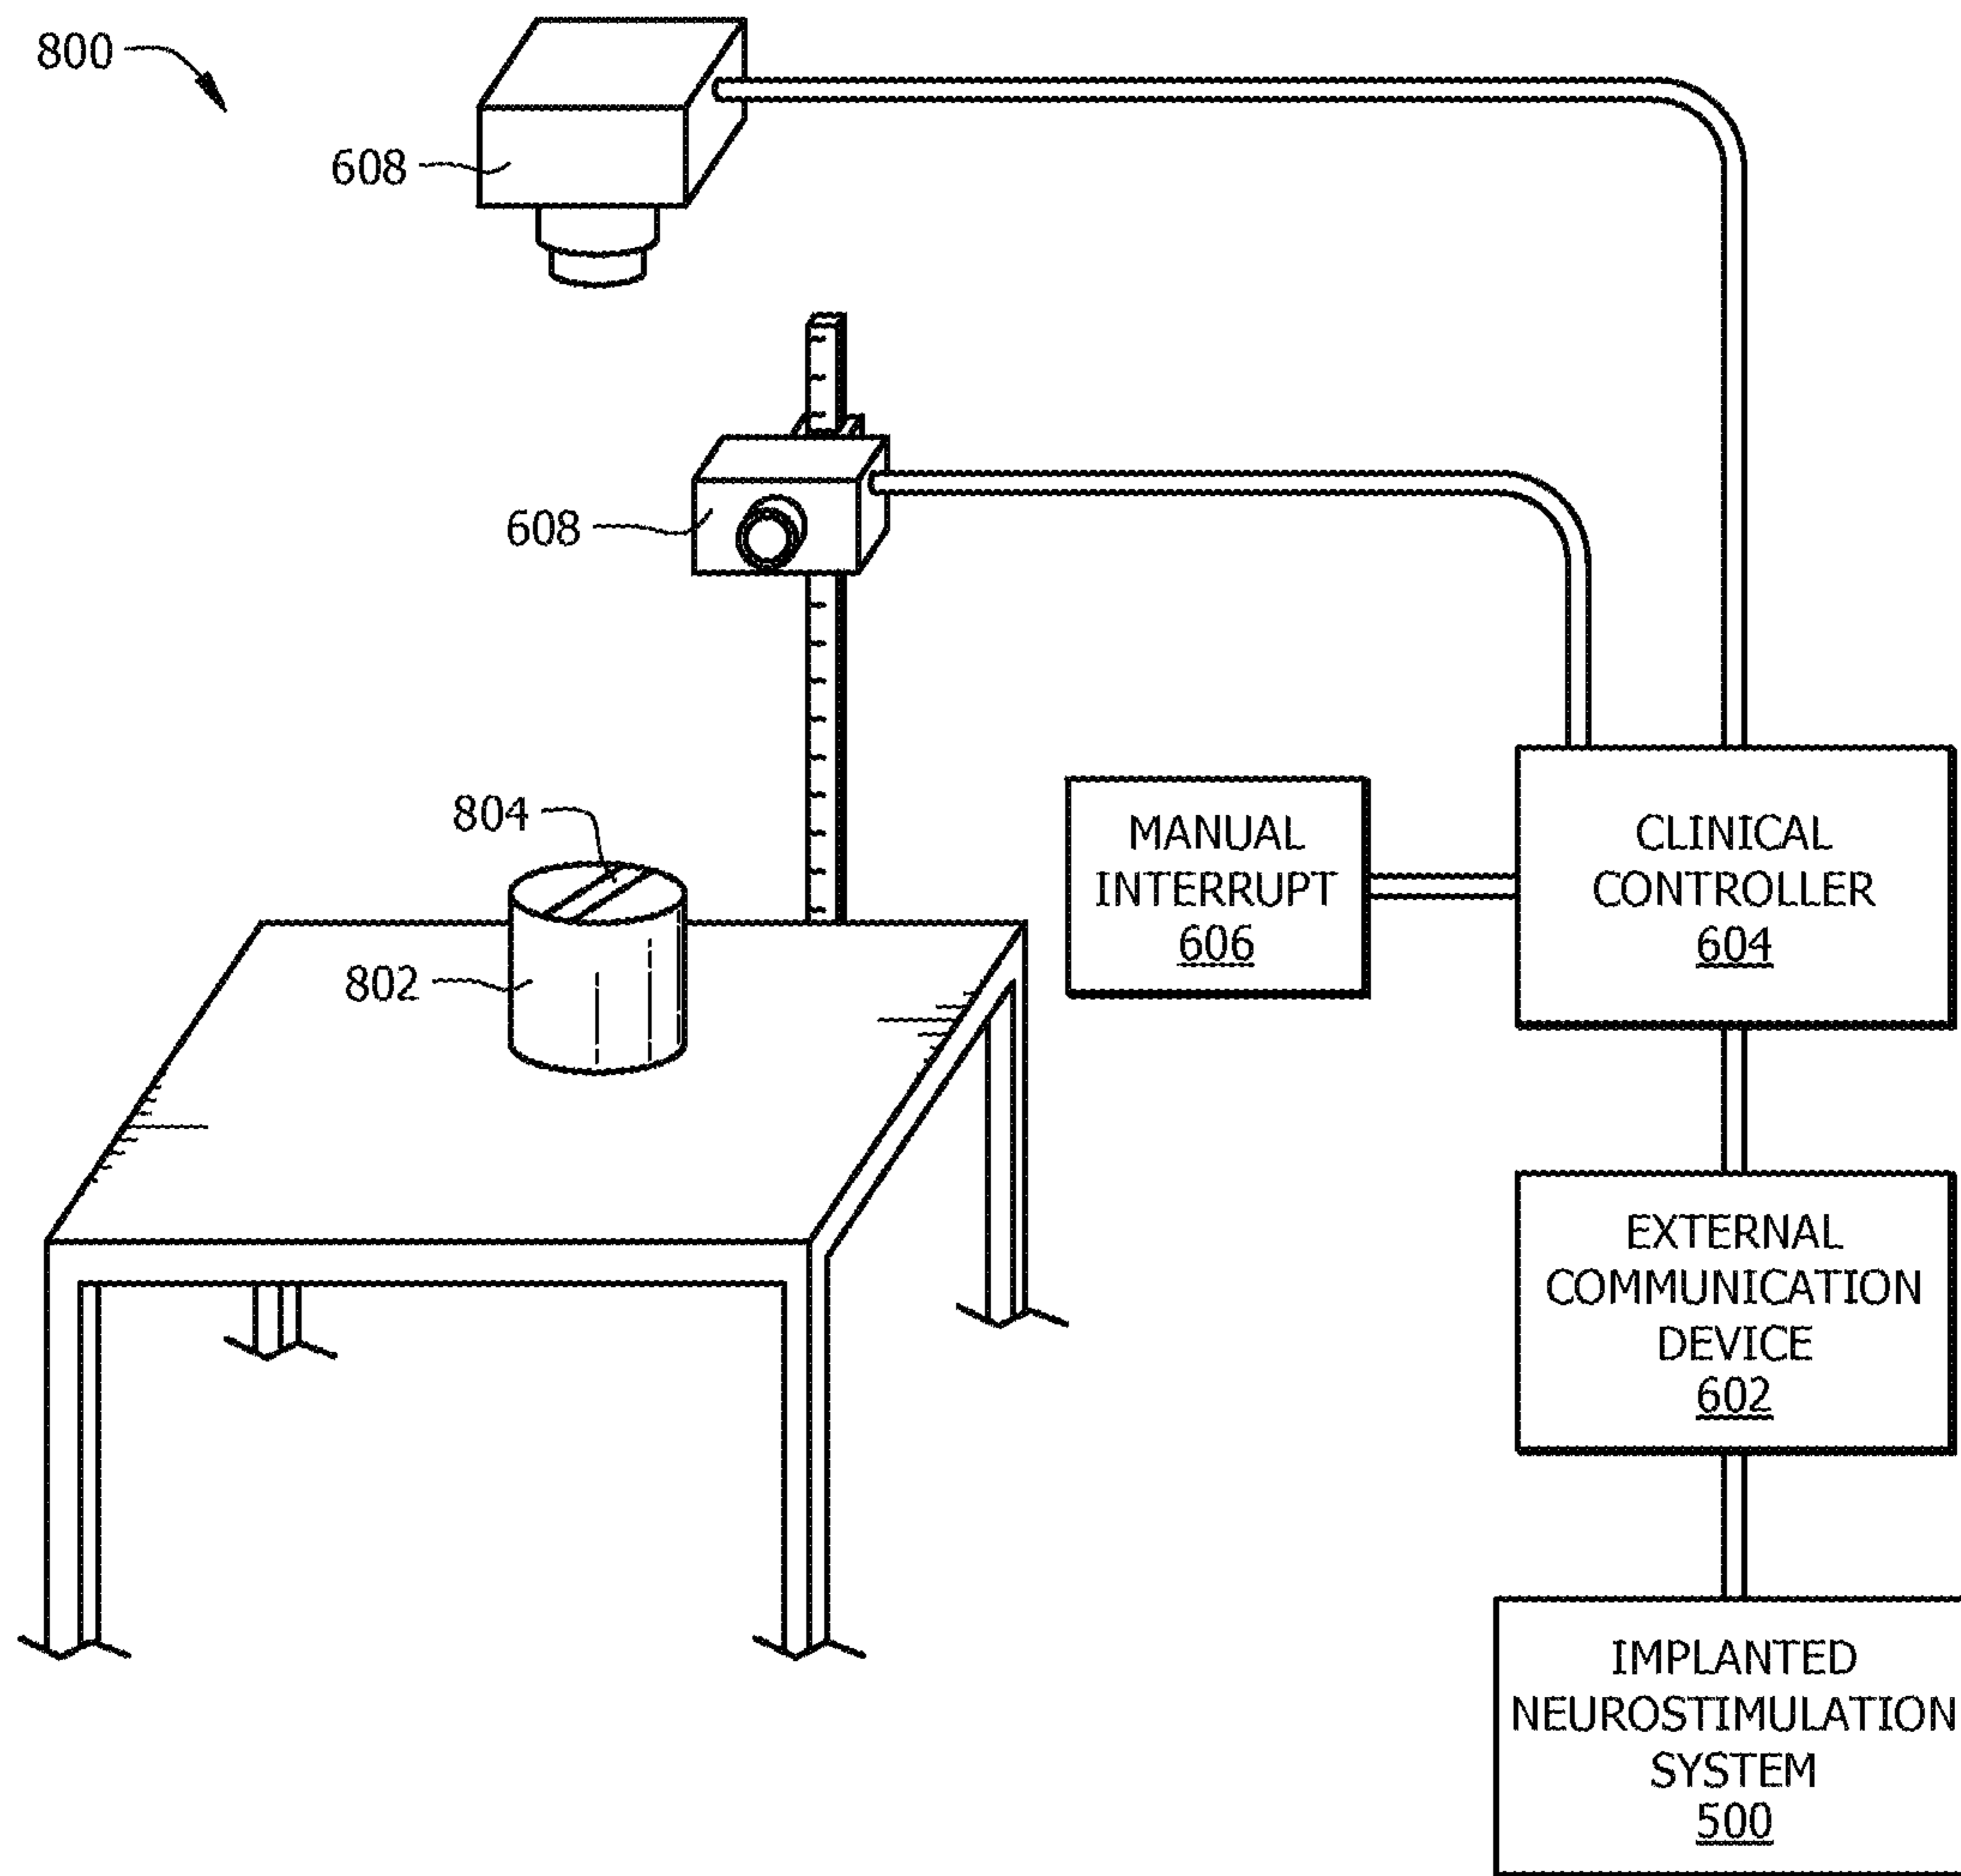 800
608
608
804
802
MANUAL
INTERRUPT
606
CLINICAL
CONTROLLER
604
EXTERNAL
COMMUNICATION
DEVICE
602
IMPLANTED
NEUROSTIMULATION
SYSTEM
500